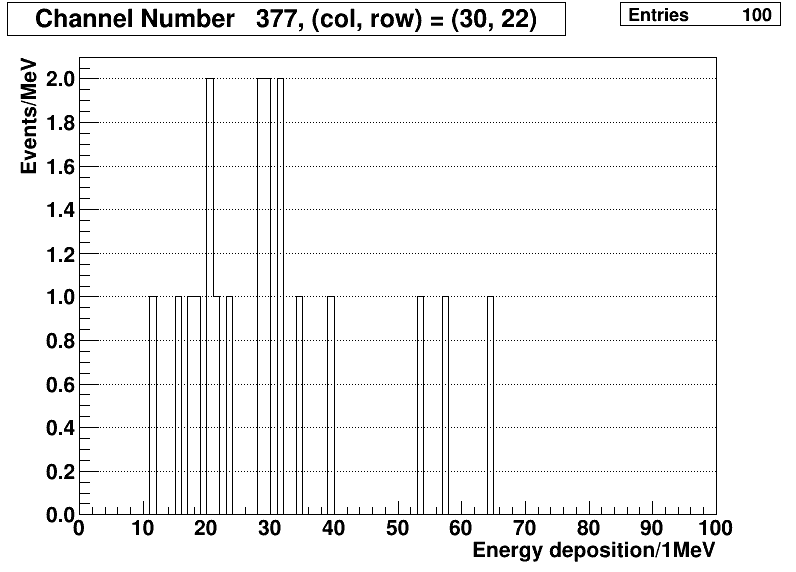 Channel Number 377, (col, row) = (30, 22)
Entries 100
Events/MeV
2.0
1.8
1.6
1.4
1.2
1.0
0.8
0.6
0.4
0.2
0.0
0 10 20 30 40 50 60 70 80 90 100
Energy deposition/1MeV